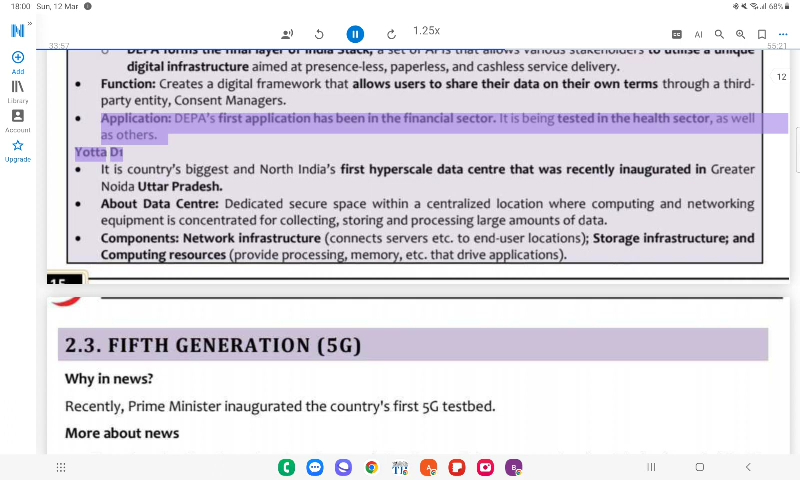 18:00 Sun, 12 Mar
68%
1.25x
CC
AI
33:57
55:21
Add
Library
Account
Upgrade
12
DEPA forms the final layer of India Stack, a set of APIs that allows various stakeholders to utilise a unique
digital infrastructure aimed at presence-less, paperless, and cashless service delivery.
• Function: Creates a digital framework that allows users to share their data on their own terms through a third-
party entity, Consent Managers.
• Application: DEPA's first application has been in the financial sector. It is being tested in the health sector, as well
as others.
Yotta D1
• It is country's biggest and North India's first hyperscale data centre that was recently inaugurated in Greater
Noida Uttar Pradesh.
• About Data Centre: Dedicated secure space within a centralized location where computing and networking
equipment is concentrated for collecting, storing and processing large amounts of data.
• Components: Network infrastructure (connects servers etc. to end-user locations); Storage infrastructure; and
Computing resources (provide processing, memory, etc. that drive applications).
15
2.3. FIFTH GENERATION (5G)
Why in news?
Recently, Prime Minister inaugurated the country's first 5G testbed.
More about news